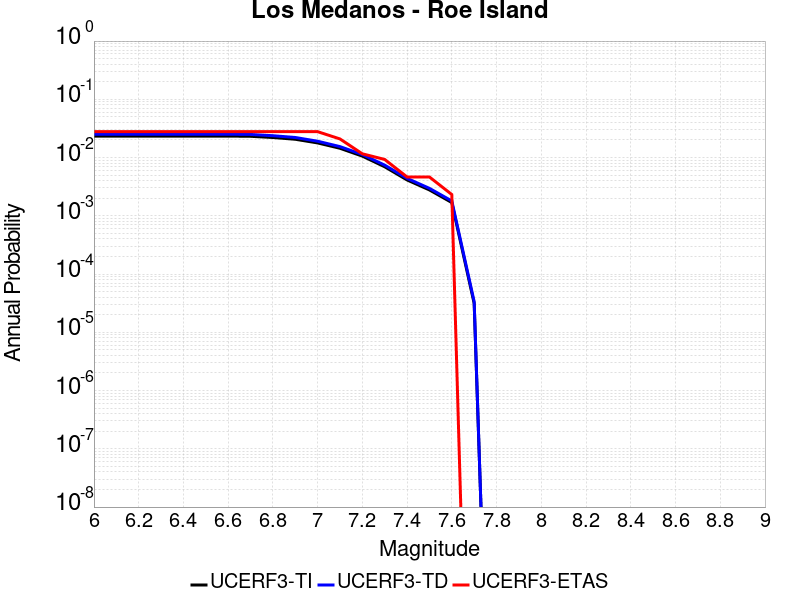 Los Medanos - Roe Island
10^0
10^-1
10^-2
10^-3
10^-4
10^-5
10^-6
10^-7
10^-8
Annual Probability
6 6.2 6.4 6.6 6.8 7 7.2 7.4 7.6 7.8 8 8.2 8.4 8.6 8.8 9
Magnitude
UCERF3-TI UCERF3-TD UCERF3-ETAS